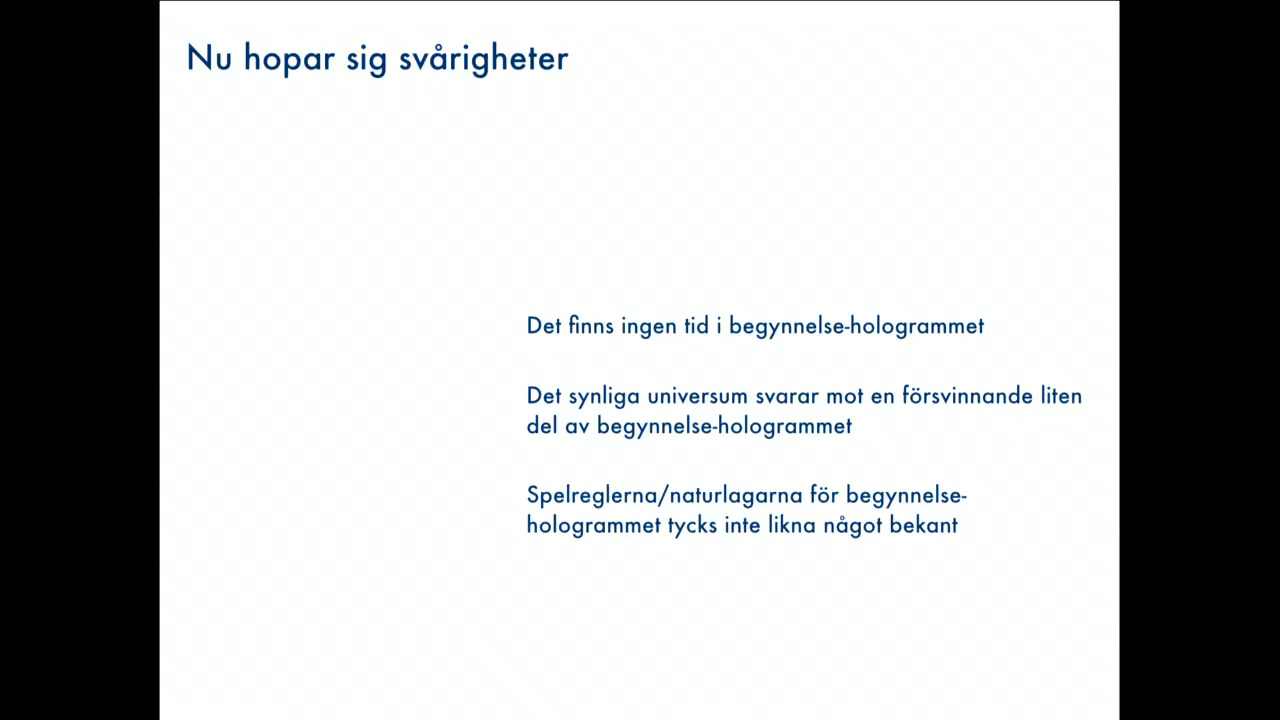 Nu hopar sig svårigheter
Det finns ingen tid i begynnelse-hologrammet
Det synliga universum svarar mot en försvinnande liten
del av begynnelse-hologrammet
Spelreglerna/naturlagarna för begynnelse-
hologrammet tycks inte likna något bekant